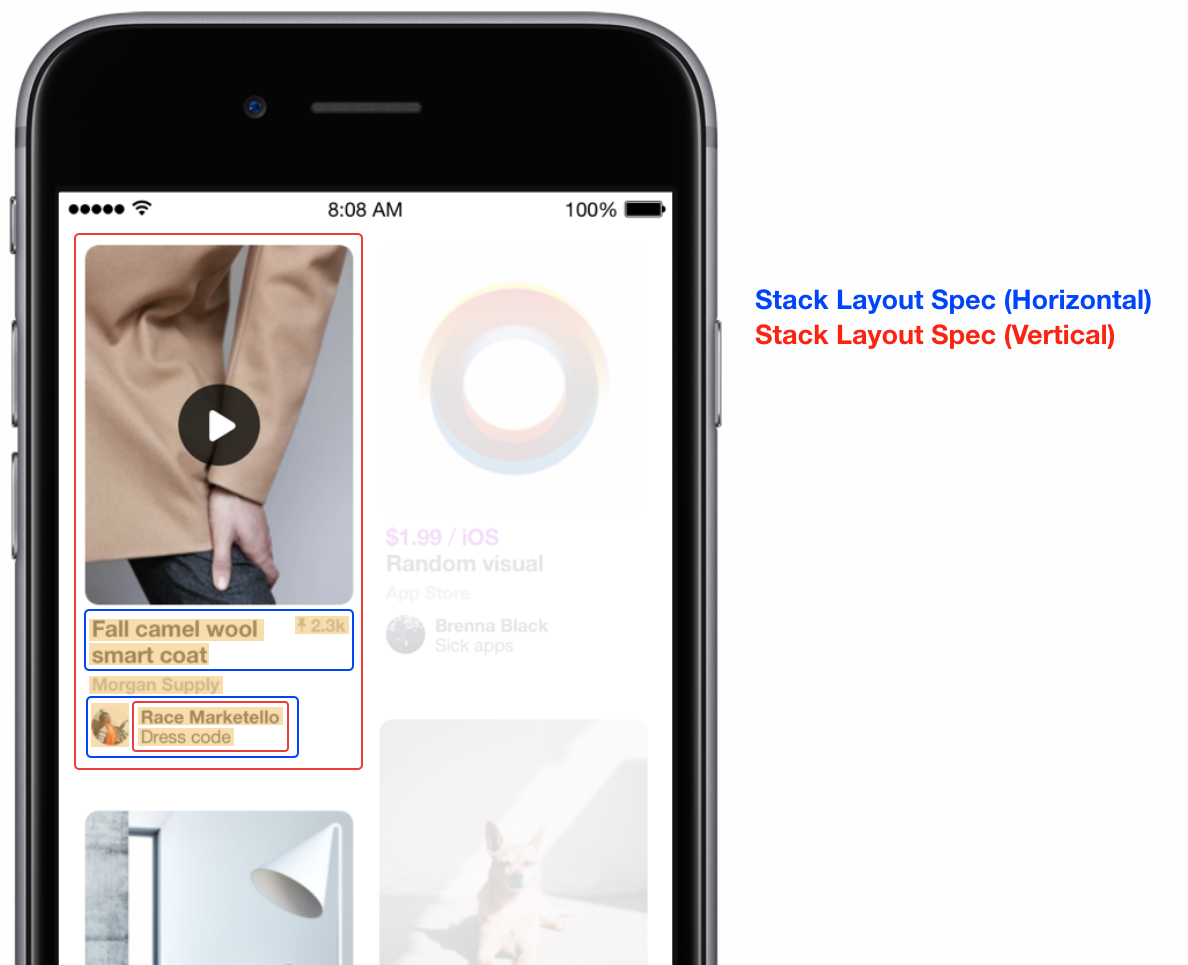 8:08 AM
100%
Stack Layout Spec (Horizontal)
Stack Layout Spec (Vertical)
Fall camel wool
smart coat
2.3k
Morgan Supply
Race Marketello
Dress code
$1.99 / iOS
Random visual
App Store
Brenna Black
Sick apps